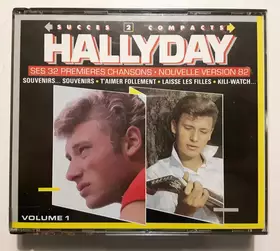 SUCCES 2 COMPACTS
HALLYDAY
SES 32 PREMIERES CHANSONS • NOUVELLE VERSION 82
SOUVENIRS... SOUVENIRS • T'AIMER FOLLEMENT • LAISSE LES FILLES • KILI-WATCH...
VOLUME 1